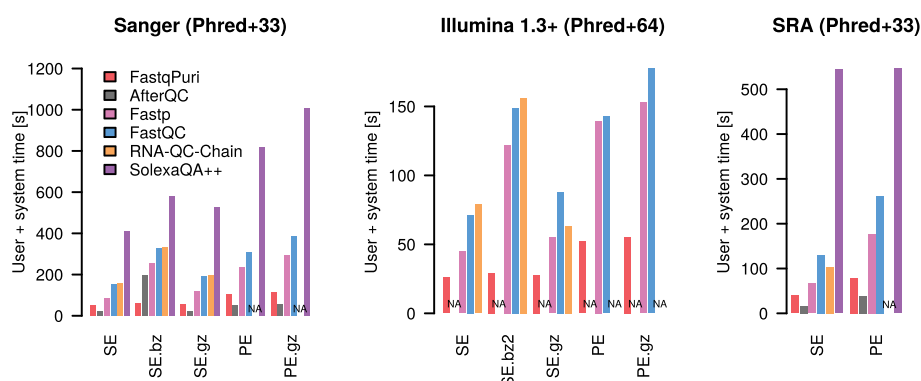 Sanger (Phred+33)
User + system time [s]
1200
1000
800
600
400
200
0
FastqPuri
AfterQC
Fastp
FastQC
RNA-QC-Chain
SolexaQA++
NA
NA
SE
SE.bz
SE.gz
PE
PE.gz
Illumina 1.3+ (Phred+64)
User + system time [s]
150
100
50
0
NA
NA
NA
NA
NA
NA
NA
SE
SE.bz2
SE.gz
PE
PE.gz
SRA (Phred+33)
User + system time [s]
500
400
300
200
100
0
NA
SE
PE